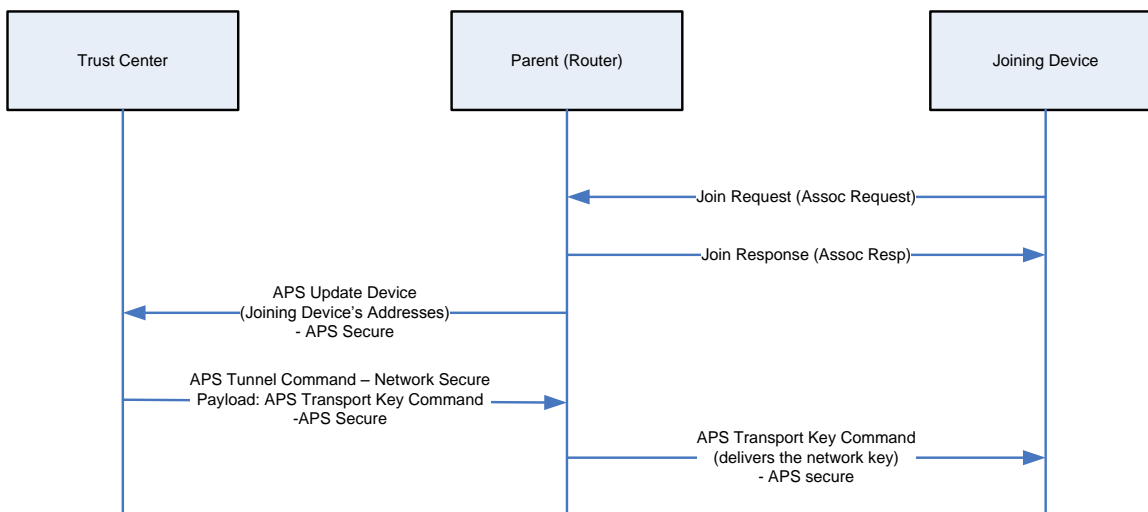 Trust Center
Parent (Router)
Joining Device
Join Request (Assoc Request)
Join Response (Assoc Resp)
APS Update Device
(Joining Device's Addresses)
- APS Secure
APS Tunnel Command – Network Secure
Payload: APS Transport Key Command
-APS Secure
APS Transport Key Command
(delivers the network key)
- APS secure